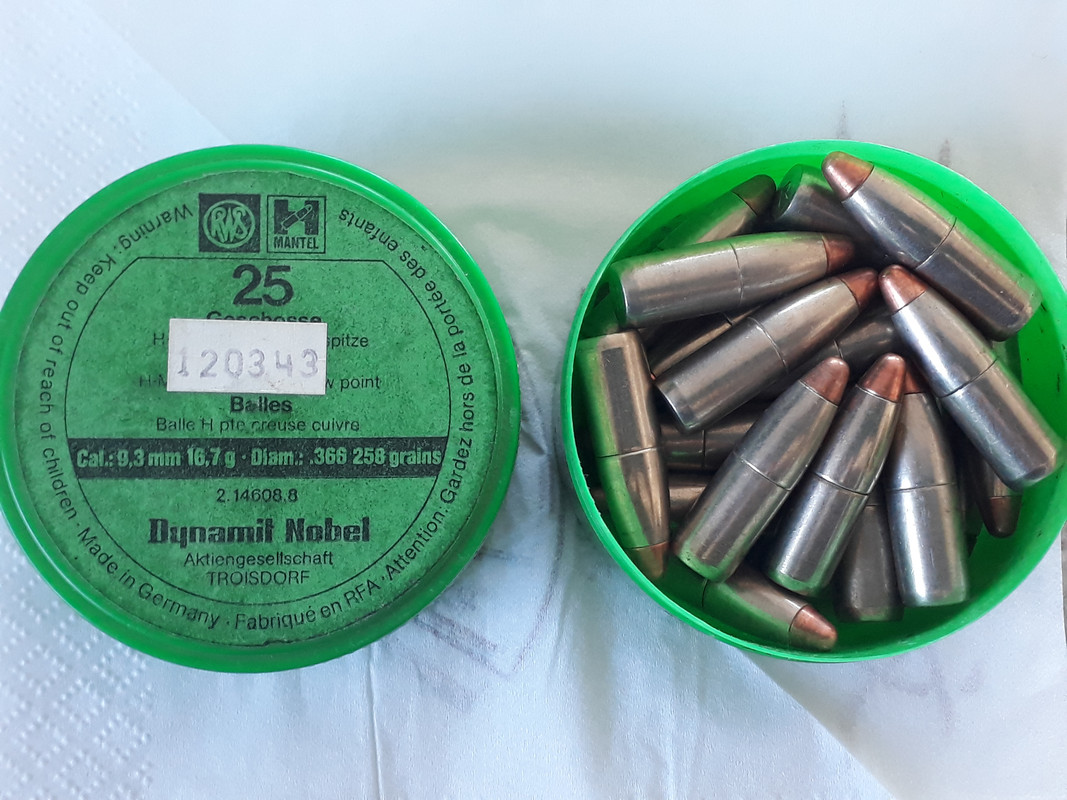 RWS
H
MANTEL
25
Geschosse
H spitze
120343
H-M w point
Balles
Balle H pte creuse cuivre
Cal.: 9,3 mm 16,7 g · Diam.: .366 258 grains
2.14608.8
Dynamit Nobel
Aktiengesellschaft
TROISDORF
Warning: Keep out of reach of children · Made in Germany · Fabriqué en RFA · Attention: Gardez hors de la portée des enfants